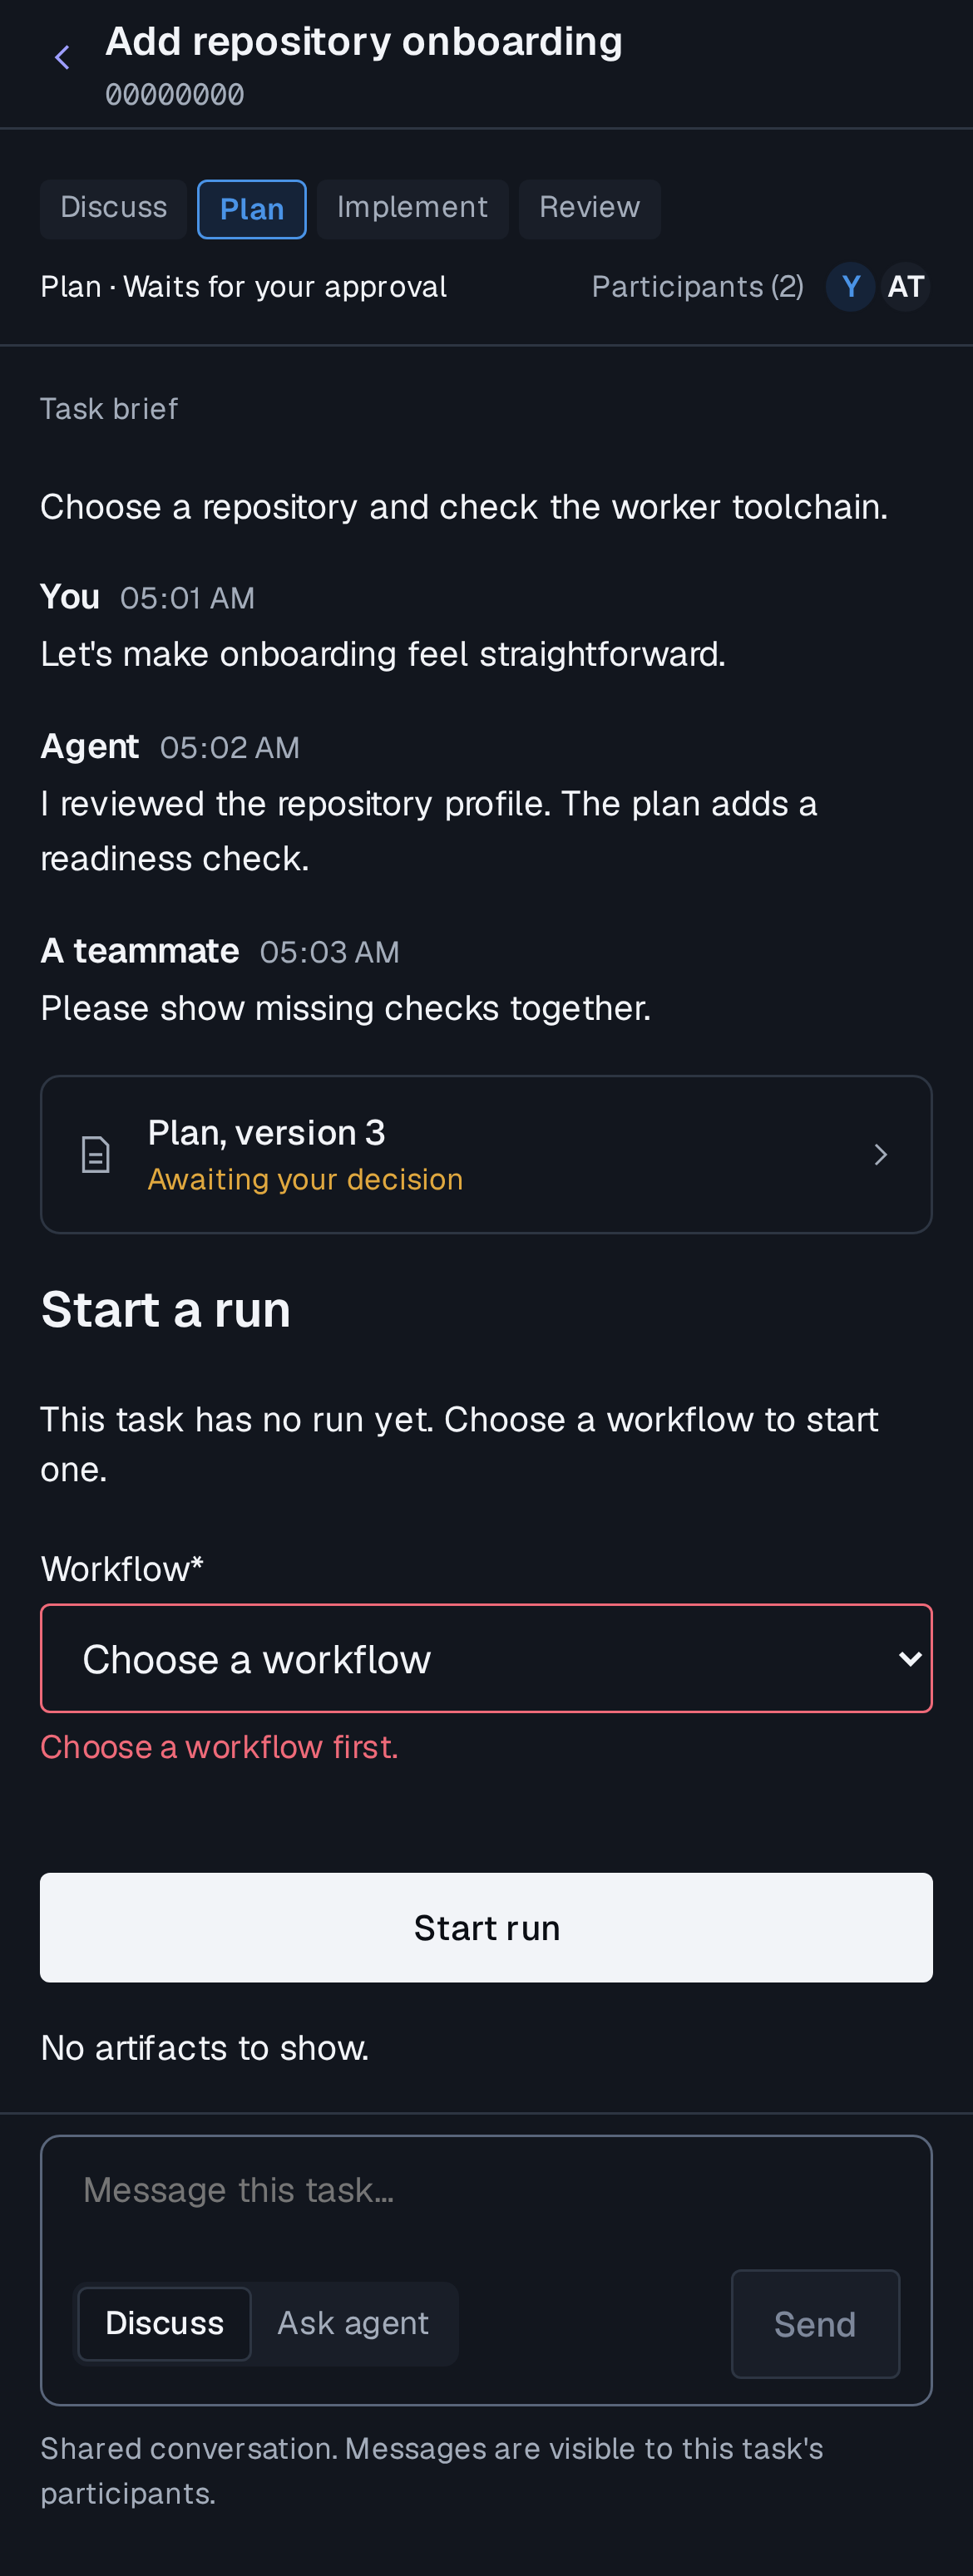 Add repository onboarding
00000000
Discuss
Plan
Implement
Review
Plan · Waits for your approval
Participants (2)
Y
AT
Task brief
Choose a repository and check the worker toolchain.
You 05:01 AM
Let's make onboarding feel straightforward.
Agent 05:02 AM
I reviewed the repository profile. The plan adds a
readiness check.
A teammate 05:03 AM
Please show missing checks together.
Plan, version 3
Awaiting your decision
Start a run
This task has no run yet. Choose a workflow to start
one.
Workflow*
Choose a workflow
Choose a workflow first.
Start run
No artifacts to show.
Message this task...
Discuss
Ask agent
Send
Shared conversation. Messages are visible to this task's
participants.